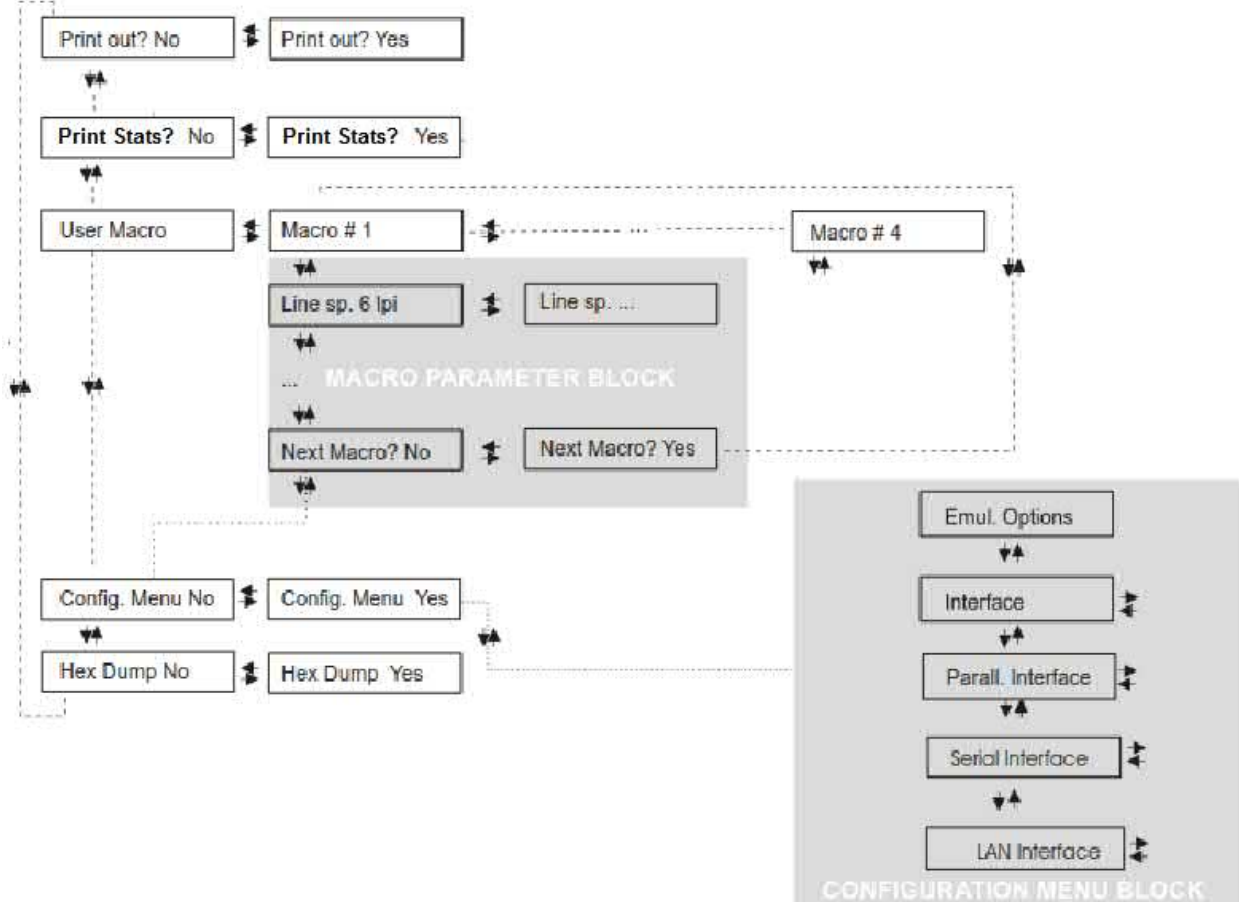 Print out? No
Print out? Yes
Print Stats? No
Print Stats? Yes
User Macro
Macro # 1
...
Macro # 4
Line sp. 6 lpi
Line sp. ...
... MACRO PARAMETER BLOCK
Next Macro? No
Next Macro? Yes
Emul. Options
Config. Menu No
Config. Menu Yes
Interface
Hex Dump No
Hex Dump Yes
Parall. Interface
Serial Interface
LAN Interface
CONFIGURATION MENU BLOCK